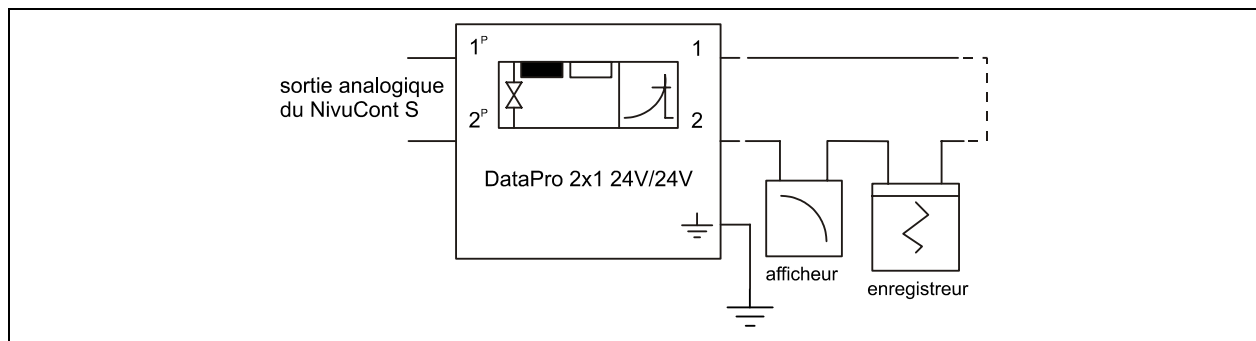 1ᴾ
1
sortie analogique
du NivuCont S
2ᴾ
2
DataPro 2x1 24V/24V
afficheur
enregistreur